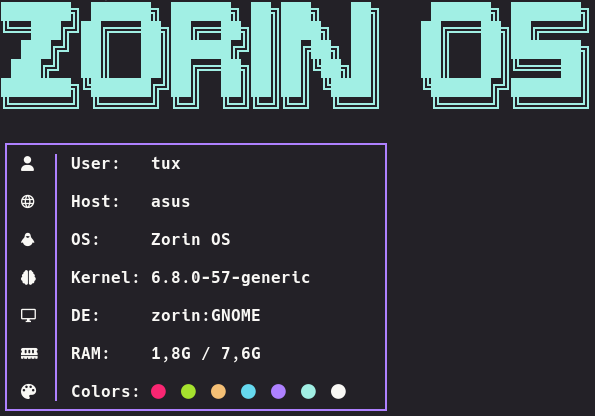 ZORIN OS
User: tux
Host: asus
OS: Zorin OS
Kernel: 6.8.0-57-generic
DE: zorin:GNOME
RAM: 1,8G / 7,6G
Colors: